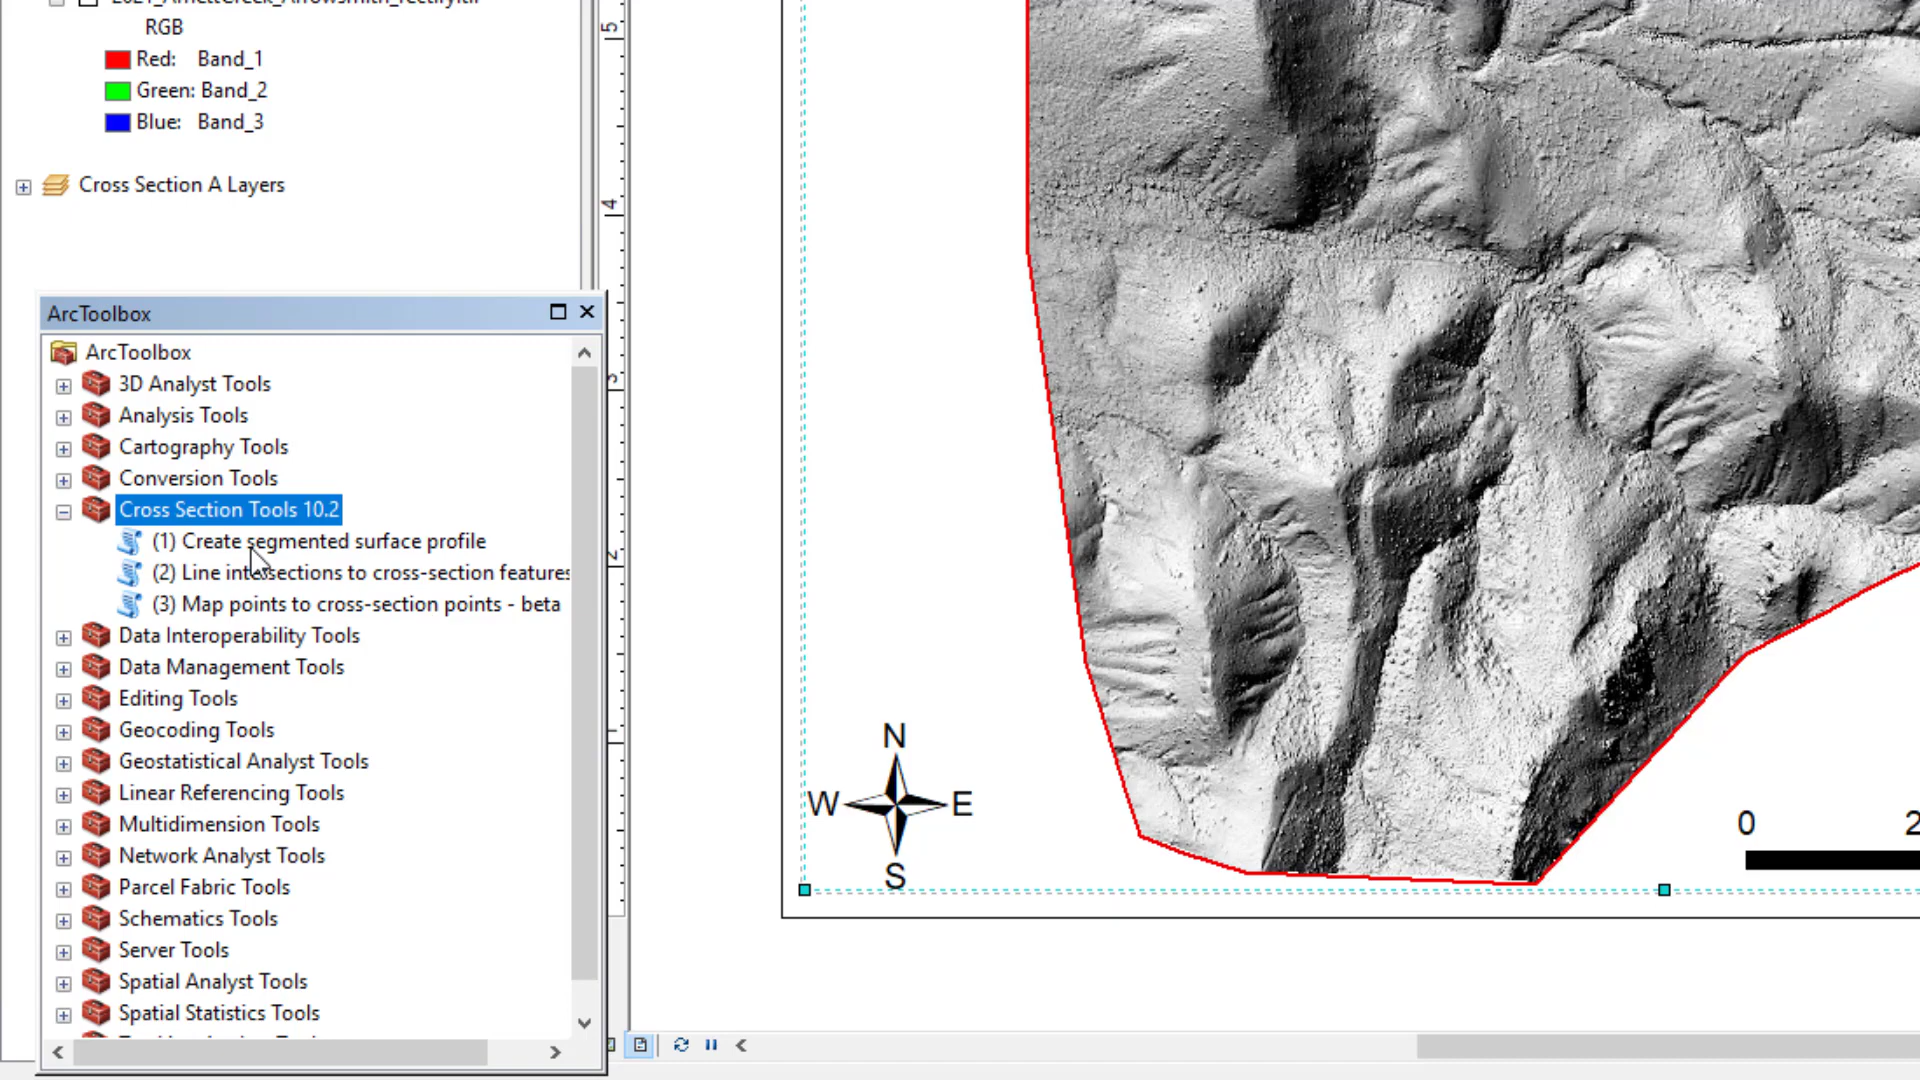 RGB
Red: Band_1
Green: Band_2
Blue: Band_3
Cross Section A Layers
ArcToolbox
ArcToolbox
3D Analyst Tools
Analysis Tools
Cartography Tools
Conversion Tools
Cross Section Tools 10.2
(1) Create segmented surface profile
(2) Line intersections to cross-section features
(3) Map points to cross-section points - beta
Data Interoperability Tools
Data Management Tools
Editing Tools
Geocoding Tools
Geostatistical Analyst Tools
Linear Referencing Tools
Multidimension Tools
Network Analyst Tools
Parcel Fabric Tools
Schematics Tools
Server Tools
Spatial Analyst Tools
Spatial Statistics Tools
5
4
3
2
1
N
W E
S
0 2